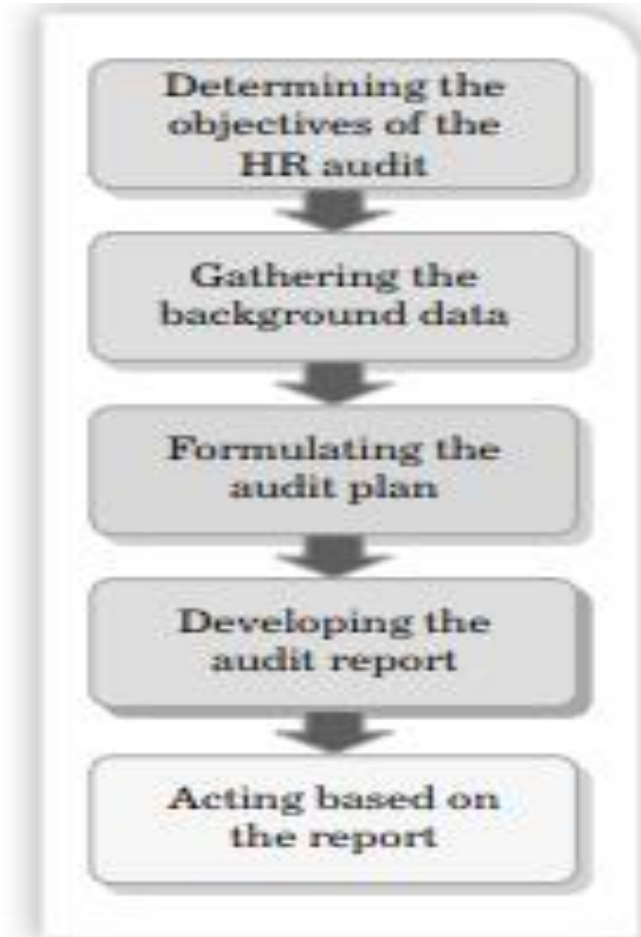 Determining the
objectives of the
HR audit
Gathering the
background data
Formulating the
audit plan
Developing the
audit report
Acting based on
the report